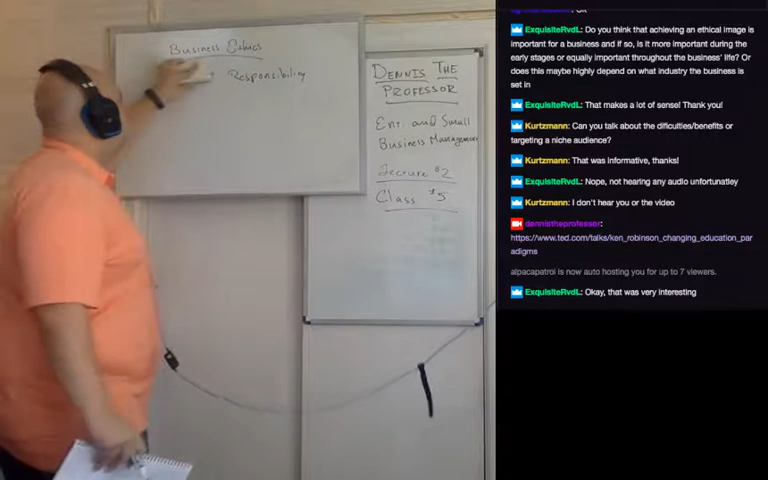 Business Ethics
Responsibility
DENNIS THE
PROFESSOR
Ent. and Small
Business Management
Lecture #2
Class #5
ExquisiteRvdL: Do you think that achieving an ethical image is
important for a business and if so, is it more important during the
early stages or equally important throughout the business' life? Or
does this maybe highly depend on what industry the business is
set in
ExquisiteRvdL: That makes a lot of sense! Thank you!
Kurtzmann: Can you talk about the dificulties/benefits or
targeting a niche audience?
Kurtzmann: That was informative, thanks!
ExquisiteRvdL: Nope, not hearing any audio unfortunatley
Kurtzmann: I don't hear you or the video
dennistheprofessor:
https://www.ted.com/talks/ken_robinson_changing_education_par
adigms
alpacapatrol is now auto hosting you for up to 7 viewers.
ExquisiteRvdL: Okay, that was very interesting